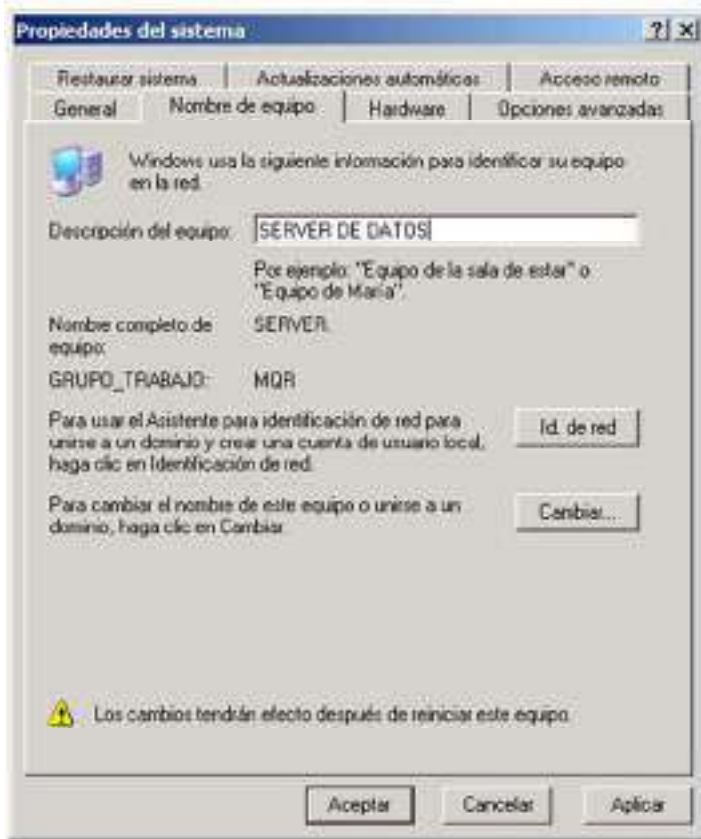 Propiedades del sistema
Restaurar sistema
Actualizaciones automáticas
Acceso remoto
General
Nombre de equipo
Hardware
Opciones avanzadas
Windows usa la siguiente información para identificar su equipo
en la red.
Descripción del equipo:
SERVER DE DATOS
Por ejemplo: "Equipo de la sala de estar" o
"Equipo de María".
Nombre completo de
equipo:
SERVER.
GRUPO_TRABAJO:
MQR
Para usar el Asistente para identificación de red para
unirse a un dominio y crear una cuenta de usuario local,
haga clic en Identificación de red.
Id. de red
Para cambiar el nombre de este equipo o unirse a un
dominio, haga clic en Cambiar.
Cambiar...
Los cambios tendrán efecto después de reiniciar este equipo.
Aceptar
Cancelar
Aplicar